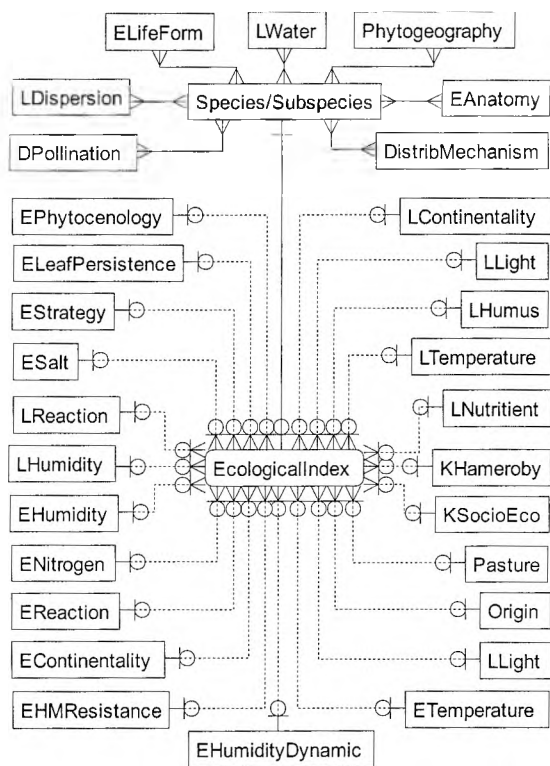 ELifeForm LWater Phytogeography
LDispersion Species/Subspecies EAnatomy
DPollination DistribMechanism
EPhytocenology LContinentality
ELeafPersistence LLight
EStrategy LHumus
ESalt LTemperature
LReaction LNutritient
LHumidity EcologicalIndex KHameroby
EHumidity KSocioEco
ENitrogen Pasture
EReaction Origin
EContinentality LLight
EHMResistance ETemperature
EHumidityDynamic